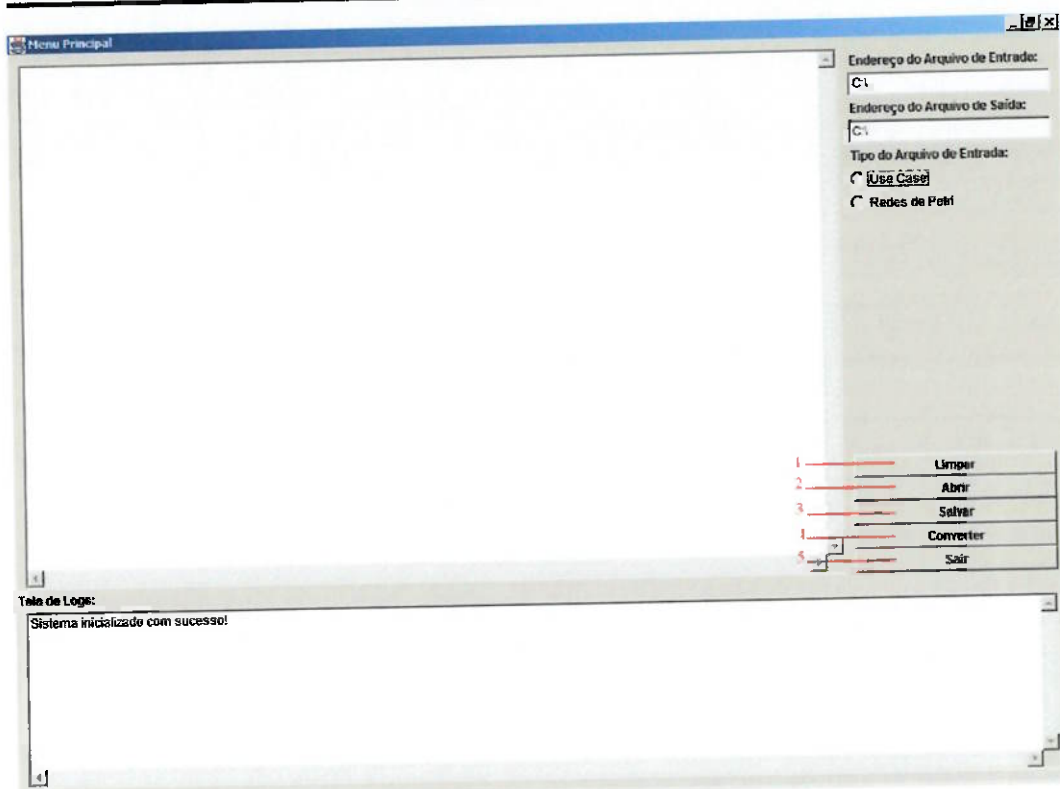 Menu Principal
Endereço do Arquivo de Entrada:
C:\
Endereço do Arquivo de Saída:
C:\
Tipo do Arquivo de Entrada:
Use Case
Redes de Petri
1 Limpar
2 Abrir
3 Salvar
4 Converter
5 Sair
Tela de Logs:
Sistema inicializado com sucesso!